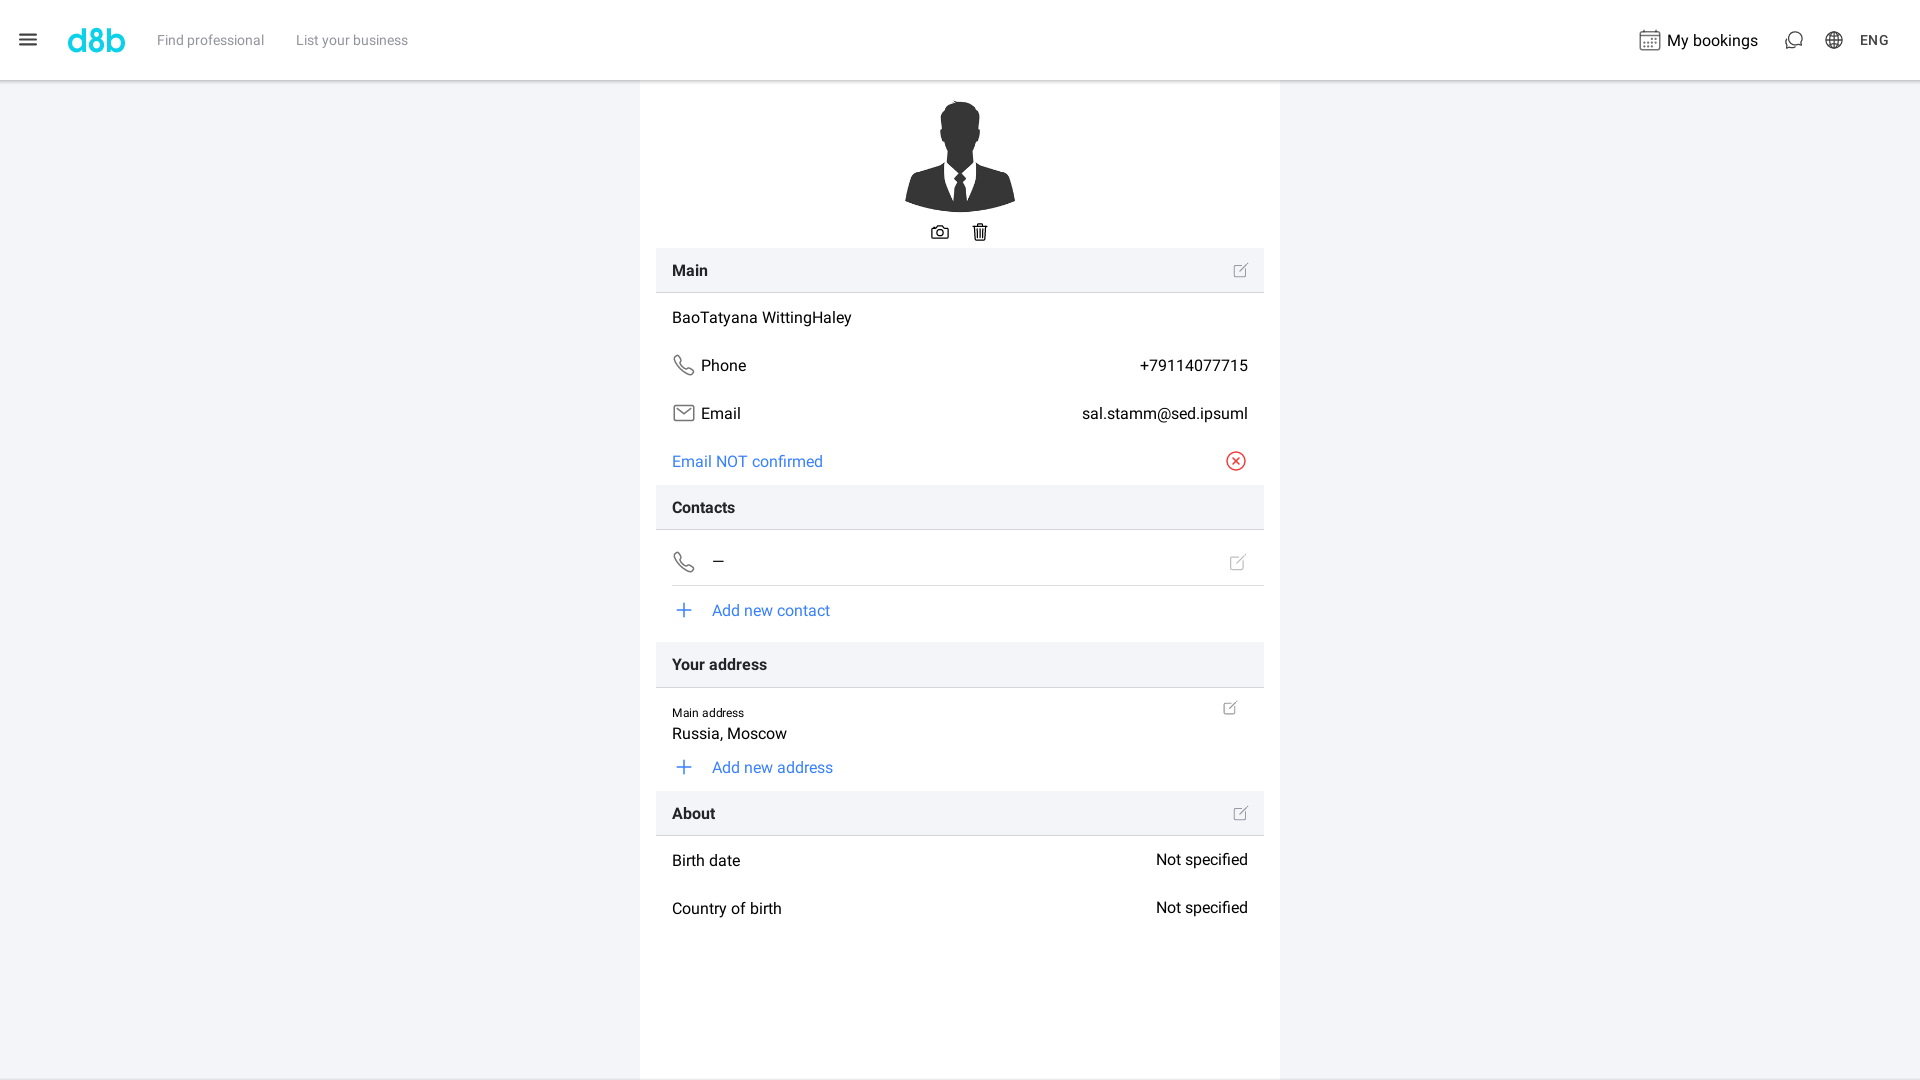 d8b
Find professional
List your business
My bookings
ENG
Main
BaoTatyana WittingHaley
Phone
+79114077715
Email
sal.stamm@sed.ipsuml
Email NOT confirmed
Contacts
—
Add new contact
Your address
Main address
Russia, Moscow
Add new address
About
Birth date
Not specified
Country of birth
Not specified